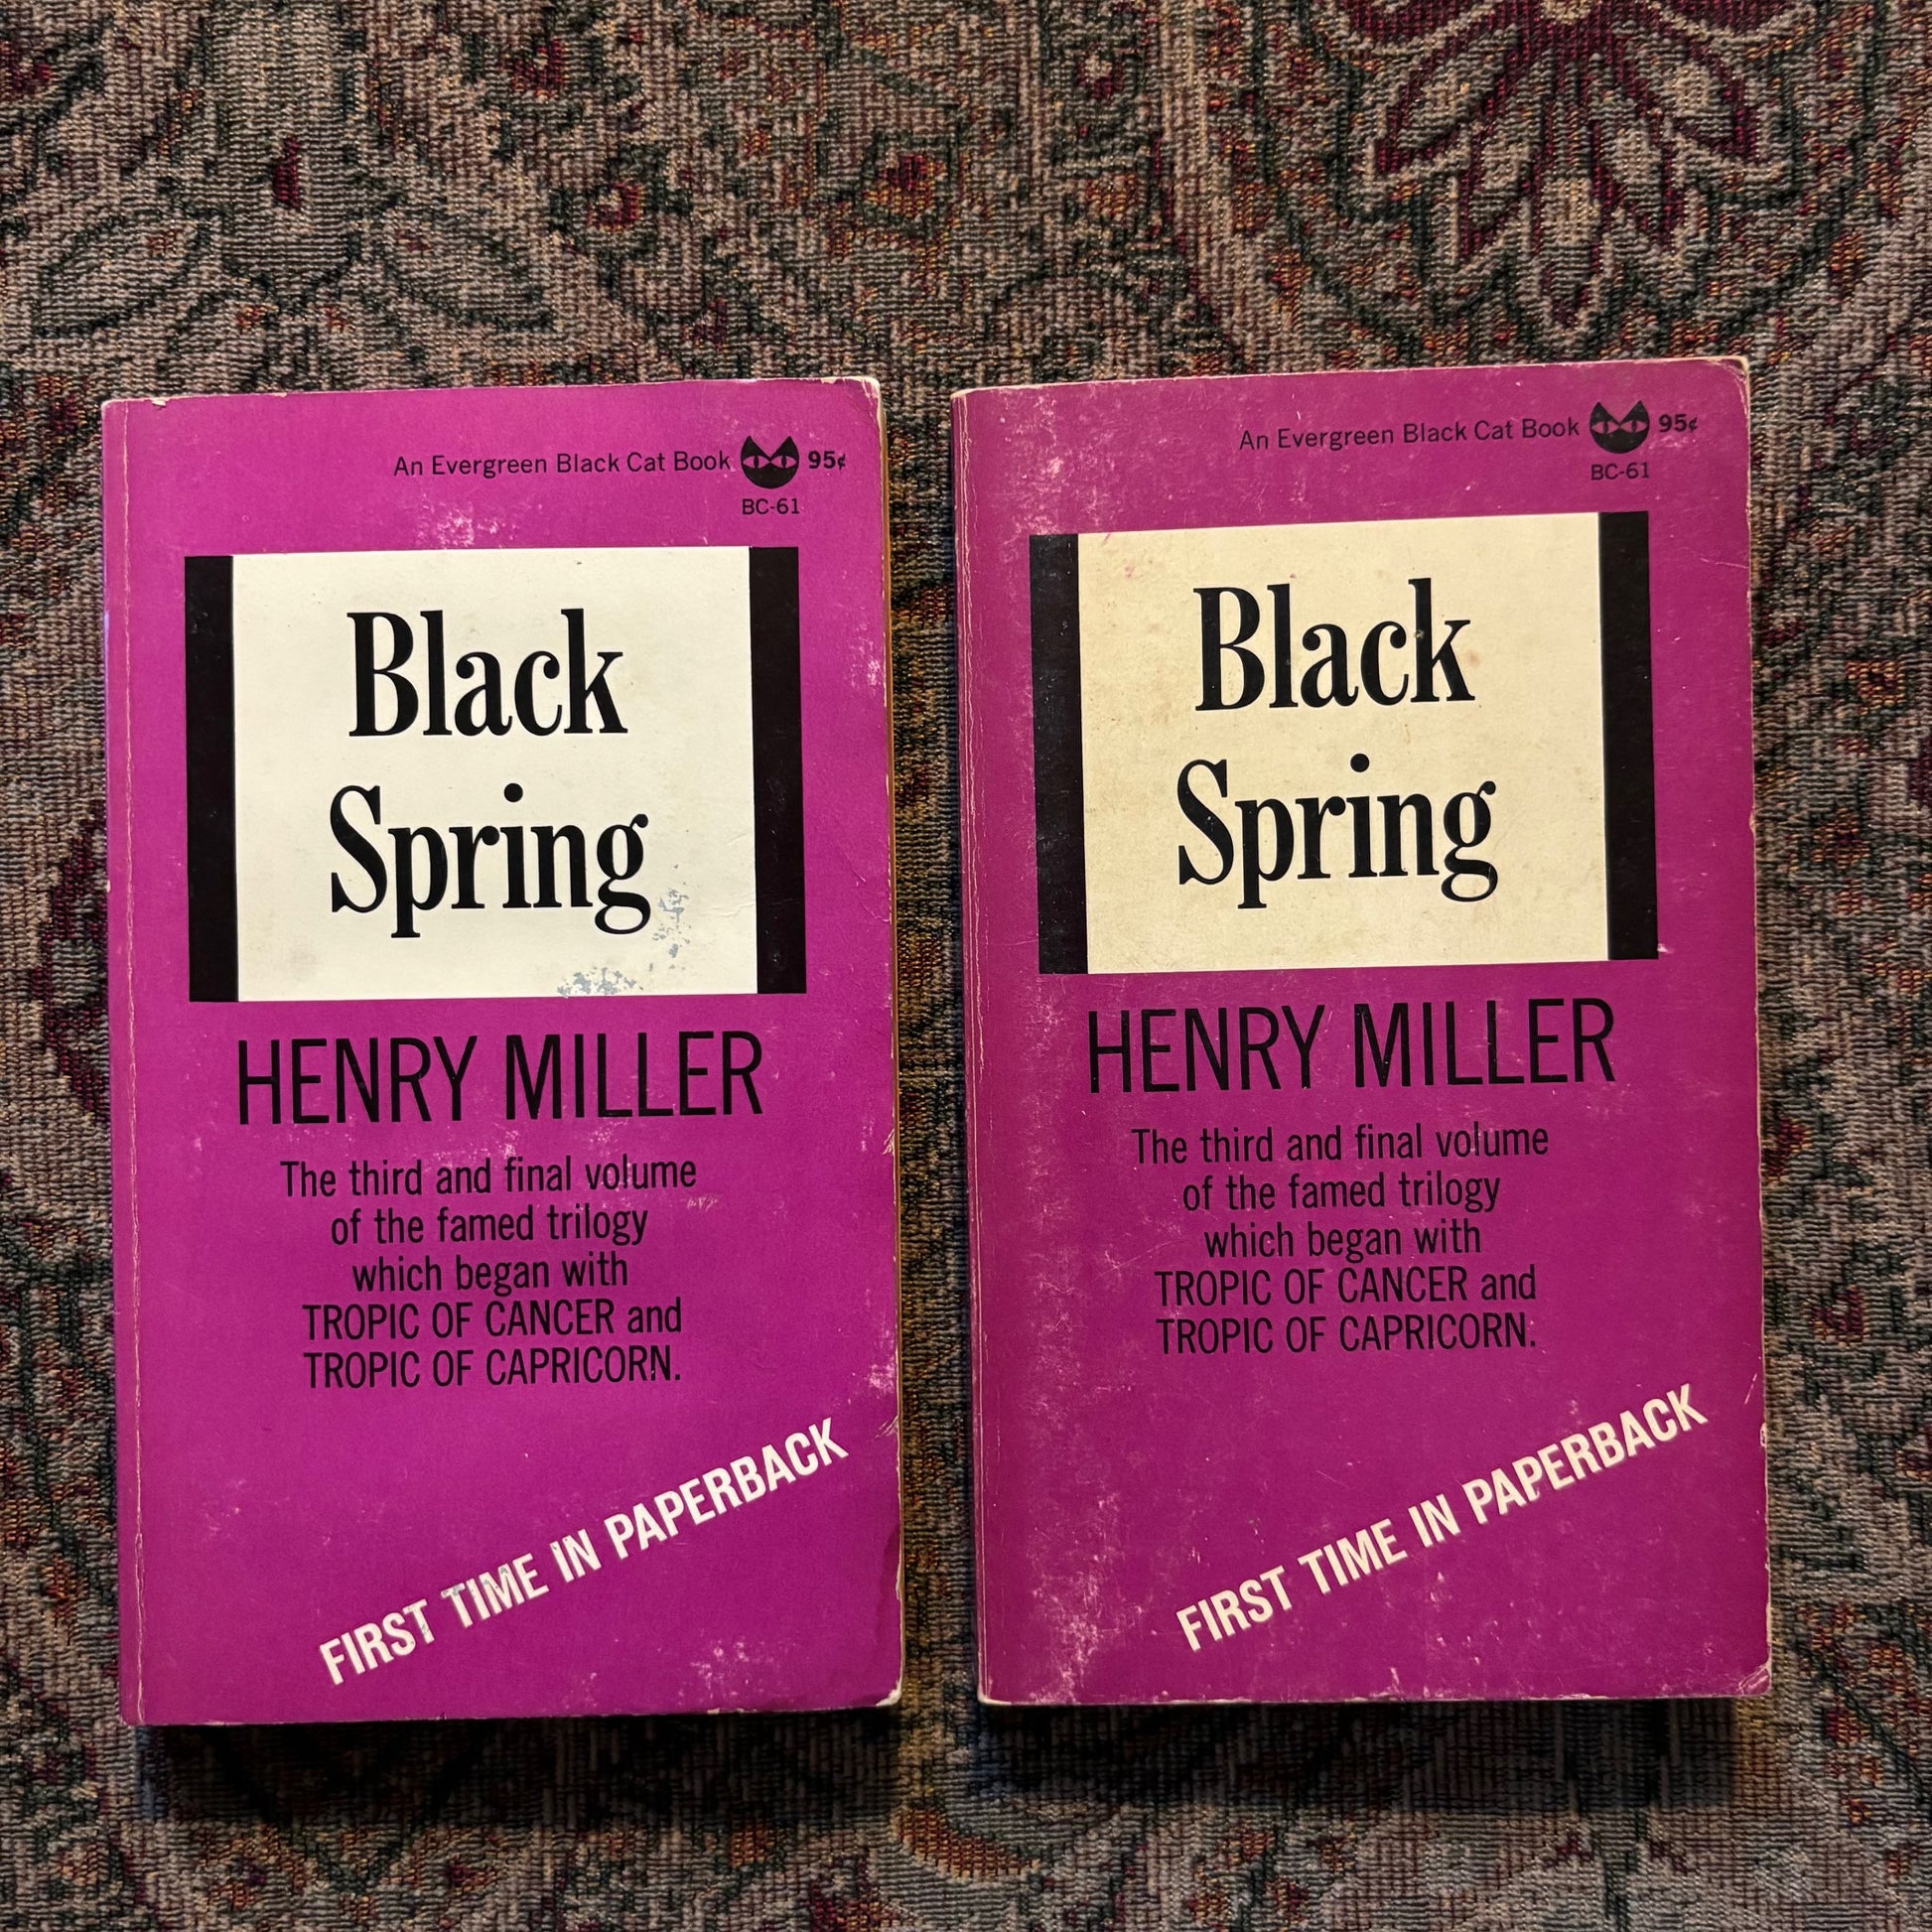 An Evergreen Black Cat Book 95¢
BC-61
Black
Spring
HENRY MILLER
The third and final volume
of the famed trilogy
which began with
TROPIC OF CANCER and
TROPIC OF CAPRICORN.
FIRST TIME IN PAPERBACK
An Evergreen Black Cat Book 95¢
BC-61
Black
Spring
HENRY MILLER
The third and final volume
of the famed trilogy
which began with
TROPIC OF CANCER and
TROPIC OF CAPRICORN.
FIRST TIME IN PAPERBACK